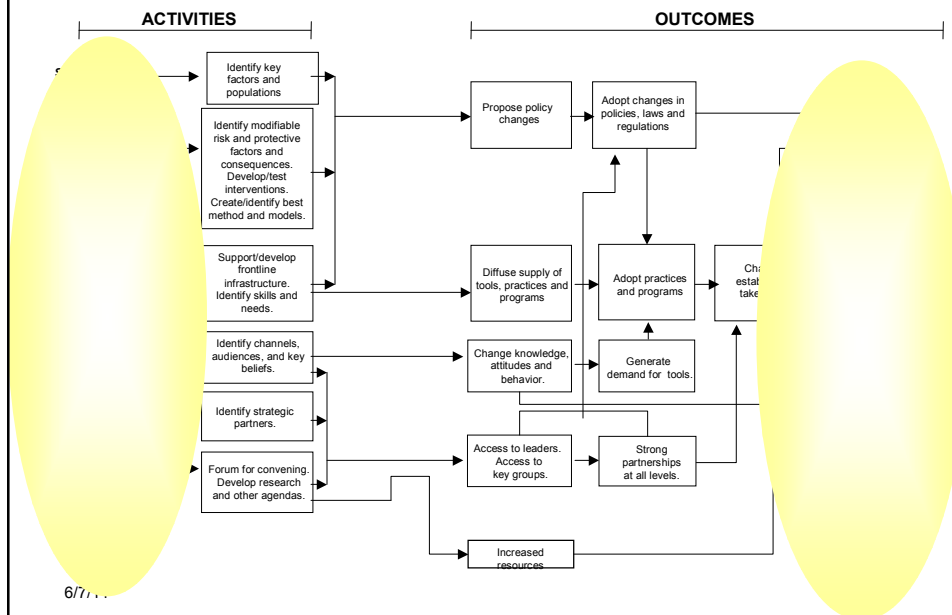 ACTIVITIES
OUTCOMES
Identify key
factors and
populations
Identify modifiable
risk and protective
factors and
consequences.
Develop/test
interventions.
Create/identify best
method and models.
Support/develop
frontline
infrastructure.
Identify skills and
needs.
Identify channels,
audiences, and key
beliefs.
Identify strategic
partners.
Forum for convening.
Develop research
and other agendas.
Propose policy
changes
Adopt changes in
policies, laws and
regulations
Diffuse supply of
tools, practices and
programs
Adopt practices
and programs
Change knowledge,
attitudes and
behavior.
Generate
demand for tools.
Access to leaders.
Access to
key groups.
Strong
partnerships
at all levels.
Increased
resources